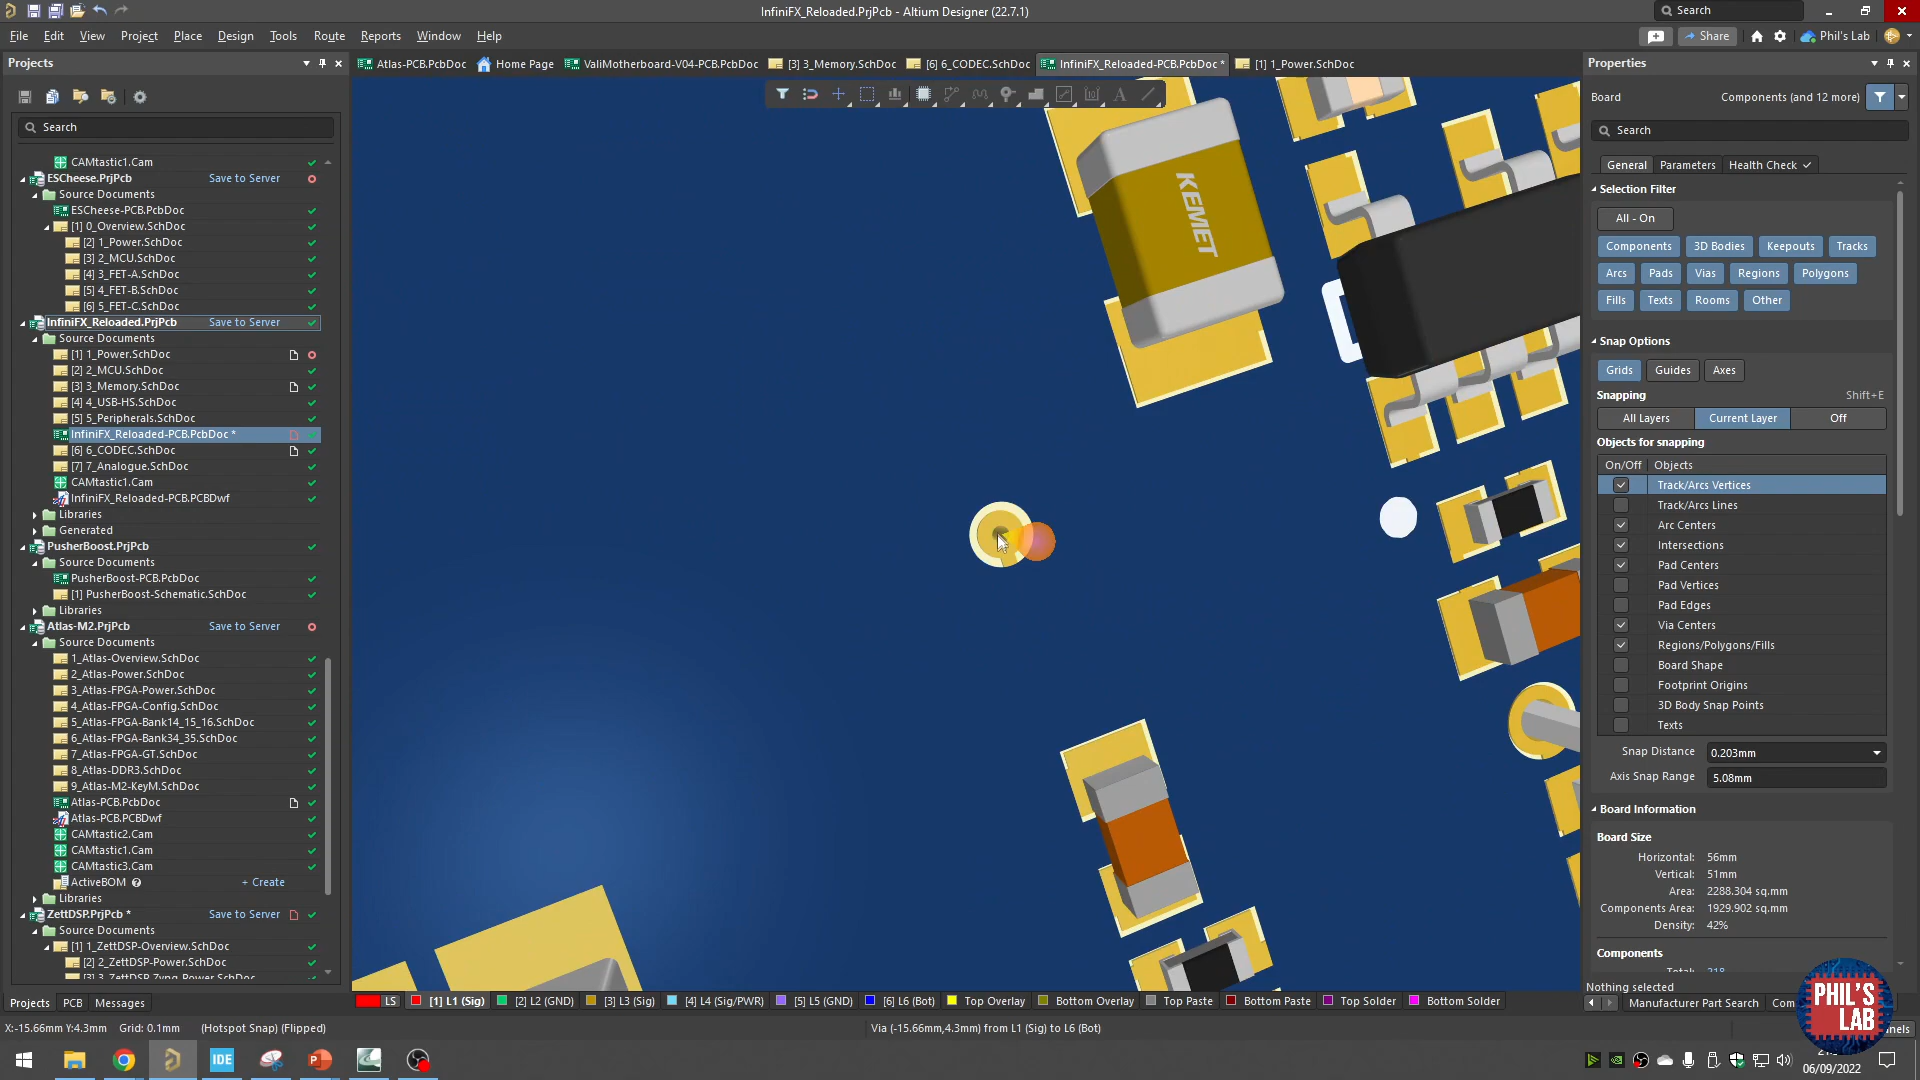 InfiniFX_Reloaded.PrjPcb - Altium Designer (22.7.1)
Search
File Edit View Project Place Design Tools Route Reports Window Help
Share
Phil's Lab
Projects
Atlas-PCB.PcbDoc
Home Page
ValiMotherboard-V04-PCB.PcbDoc
[3] 3_Memory.SchDoc
[6] 6_CODEC.SchDoc
InfiniFX_Reloaded-PCB.PcbDoc *
[1] 1_Power.SchDoc
Properties
Board
Components (and 12 more)
Search
Search
CAMtastic1.Cam
ESCheese.PrjPcb Save to Server
Source Documents
ESCheese-PCB.PcbDoc
[1] 0_Overview.SchDoc
[2] 1_Power.SchDoc
[3] 2_MCU.SchDoc
[4] 3_FET-A.SchDoc
[5] 4_FET-B.SchDoc
[6] 5_FET-C.SchDoc
InfiniFX_Reloaded.PrjPcb Save to Server
Source Documents
[1] 1_Power.SchDoc
[2] 2_MCU.SchDoc
[3] 3_Memory.SchDoc
[4] 4_USB-HS.SchDoc
[5] 5_Peripherals.SchDoc
InfiniFX_Reloaded-PCB.PcbDoc *
[6] 6_CODEC.SchDoc
[7] 7_Analogue.SchDoc
CAMtastic1.Cam
InfiniFX_Reloaded-PCB.PCBDwf
Libraries
Generated
PusherBoost.PrjPcb
Source Documents
PusherBoost-PCB.PcbDoc
[1] PusherBoost-Schematic.SchDoc
Libraries
Atlas-M2.PrjPcb Save to Server
Source Documents
1_Atlas-Overview.SchDoc
2_Atlas-Power.SchDoc
3_Atlas-FPGA-Power.SchDoc
4_Atlas-FPGA-Config.SchDoc
5_Atlas-FPGA-Bank14_15_16.SchDoc
6_Atlas-FPGA-Bank34_35.SchDoc
7_Atlas-FPGA-GT.SchDoc
8_Atlas-DDR3.SchDoc
9_Atlas-M2-KeyM.SchDoc
Atlas-PCB.PcbDoc
Atlas-PCB.PCBDwf
CAMtastic2.Cam
CAMtastic1.Cam
CAMtastic3.Cam
ActiveBOM + Create
Libraries
ZettDSP.PrjPcb * Save to Server
Source Documents
[1] 1_ZettDSP-Overview.SchDoc
[2] 2_ZettDSP-Power.SchDoc
[3] 3_ZettDSP-Zynq-Power.SchDoc
Projects PCB Messages
KEMET
General Parameters Health Check
Selection Filter
All - On
Components 3D Bodies Keepouts Tracks
Arcs Pads Vias Regions Polygons
Fills Texts Rooms Other
Snap Options
Grids Guides Axes
Snapping Shift+E
All Layers Current Layer Off
Objects for snapping
On/Off Objects
Track/Arcs Vertices
Track/Arcs Lines
Arc Centers
Intersections
Pad Centers
Pad Vertices
Pad Edges
Via Centers
Regions/Polygons/Fills
Board Shape
Footprint Origins
3D Body Snap Points
Texts
Snap Distance 0.203mm
Axis Snap Range 5.08mm
Board Information
Board Size
Horizontal: 56mm
Vertical: 51mm
Area: 2288.304 sq.mm
Components Area: 1929.902 sq.mm
Density: 42%
Components
Total: 218
Nothing selected
Manufacturer Part Search
LS [1] L1 (Sig) [2] L2 (GND) [3] L3 (Sig) [4] L4 (Sig/PWR) [5] L5 (GND) [6] L6 (Bot) Top Overlay Bottom Overlay Top Paste Bottom Paste Top Solder Bottom Solder
X:-15.66mm Y:4.3mm Grid: 0.1mm (Hotspot Snap) (Flipped)
Via (-15.66mm,4.3mm) from L1 (Sig) to L6 (Bot)
PHIL'S
LAB
IDE
06/09/2022